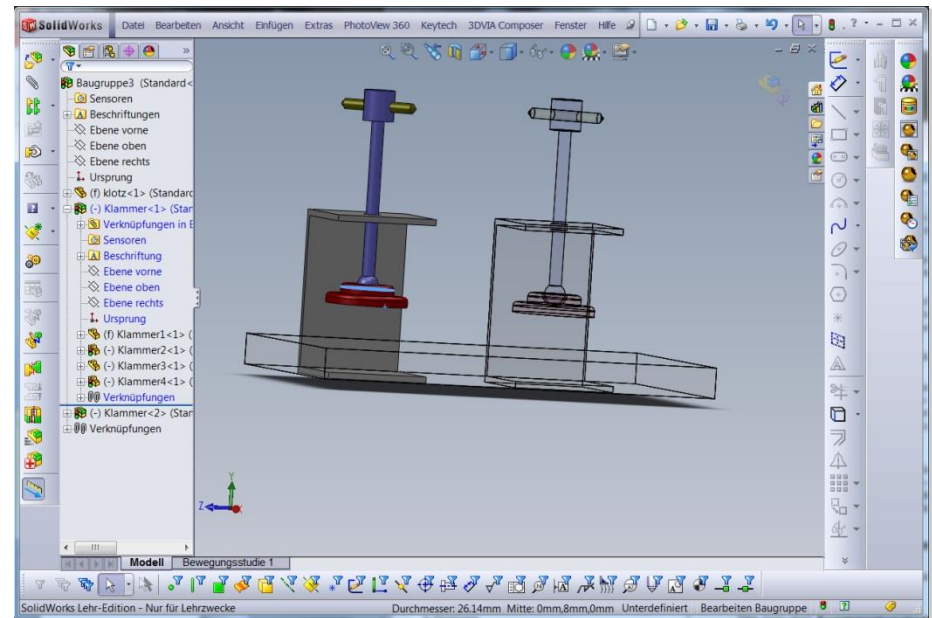 SolidWorks Datei Bearbeiten Ansicht Einfügen Extras PhotoView 360 Keytech 3DVIA Composer Fenster Hilfe
Baugruppe3 (Standard<
Sensoren
Beschriftungen
Ebene vorne
Ebene oben
Ebene rechts
Ursprung
(f) klotz<1> (Standard
(-) Klammer<1> (Star
Verknüpfungen in E
Sensoren
Beschriftung
Ebene vorne
Ebene oben
Ebene rechts
Ursprung
(f) Klammer1<1> (
(-) Klammer2<1> (
(-) Klammer3<1> (
(-) Klammer4<1> (
Verknüpfungen
(-) Klammer<2> (Star
Verknüpfungen
Y
Z
Modell Bewegungsstudie 1
SolidWorks Lehr-Edition - Nur für Lehrzwecke Durchmesser: 26.14mm Mitte: 0mm,8mm,0mm Unterdefiniert Bearbeiten Baugruppe